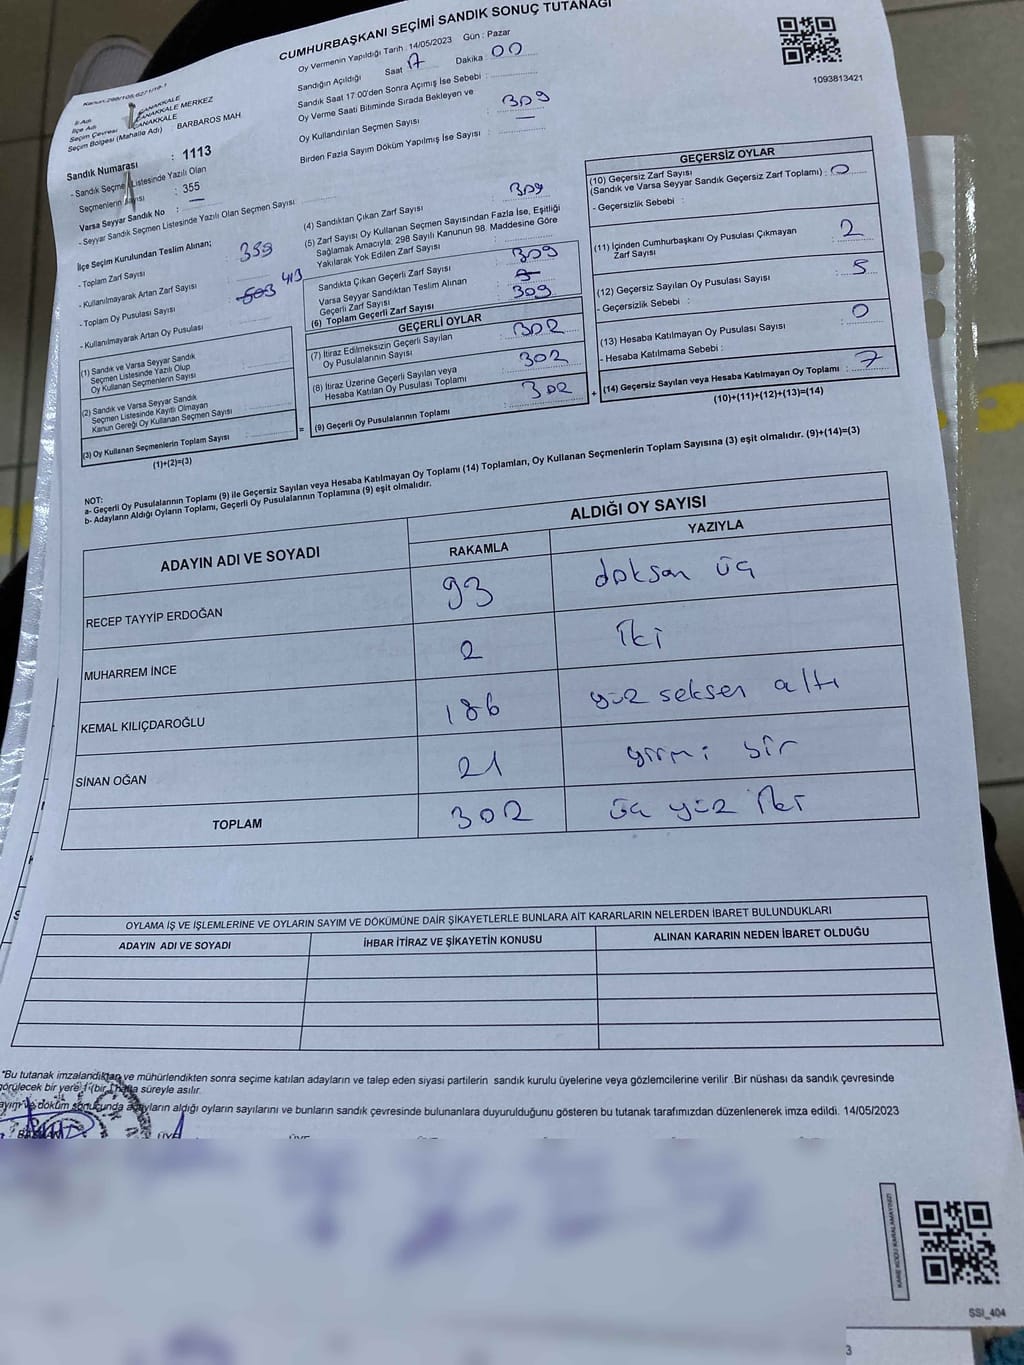 CUMHURBAŞKANI SEÇİMİ SANDIK SONUÇ TUTANAĞI
Oy Vermenin Yapıldığı Tarih : 14/05/2023 Gün : Pazar
Sandığın Açıldığı Saat 17 Dakika 00
Sandık Saat 17:00'den Sonra Açımış İse Sebebi :
Oy Verme Saati Bitiminde Sırada Bekleyen ve
Oy Kullandırılan Seçmen Sayısı : 309
Birden Fazla Sayım Döküm Yapılmış İse Sayısı : —
1093813421
İl Adı ÇANAKKALE
İlçe Adı ÇANAKKALE MERKEZ
Seçim Çevresi ÇANAKKALE
Seçim Bölgesi (Mahalle Adı) : BARBAROS MAH
Sandık Numarası : 1113
- Sandık Seçmen Listesinde Yazılı Olan
Seçmenlerin Sayısı : 355
Varsa Seyyar Sandık No : —
- Seyyar Sandık Seçmen Listesinde Yazılı Olan Seçmen Sayısı
İlçe Seçim Kurulundan Teslim Alınan;
- Toplam Zarf Sayısı
- Kullanılmayarak Artan Zarf Sayısı
- Toplam Oy Pusulası Sayısı
- Kullanılmayarak Artan Oy Pusulası
413
(1) Sandık ve Varsa Seyyar Sandık
Seçmen Listesinde Yazılı Olup
Oy Kullanan Seçmenlerin Sayısı
(2) Sandık ve Varsa Seyyar Sandık
Seçmen Listesinde Kayıtlı Olmayan
Kanun Gereği Oy Kullanan Seçmen Sayısı
(3) Oy Kullanan Seçmenlerin Toplam Sayısı
(1)+(2)=(3)
=
(4) Sandıktan Çıkan Zarf Sayısı : 309
(5) Zarf Sayısı Oy Kullanan Seçmen Sayısından Fazla İse, Eşitliği
Sağlamak Amacıyla; 298 Sayılı Kanunun 98. Maddesine Göre
Yakılarak Yok Edilen Zarf Sayısı
Sandıkta Çıkan Geçerli Zarf Sayısı 309
Varsa Seyyar Sandıktan Teslim Alınan
Geçerli Zarf Sayısı
(6) Toplam Geçerli Zarf Sayısı 309
GEÇERLİ OYLAR
(7) İtiraz Edilmeksizin Geçerli Sayılan
Oy Pusulalarının Sayısı 302
(8) İtiraz Üzerine Geçerli Sayılan veya
Hesaba Katılan Oy Pusulası Toplamı 302
(9) Geçerli Oy Pusulalarının Toplamı 302
+
GEÇERSİZ OYLAR
(10) Geçersiz Zarf Sayısı
(Sandık ve Varsa Seyyar Sandık Geçersiz Zarf Toplamı) : 0
- Geçersizlik Sebebi :
(11) İçinden Cumhurbaşkanı Oy Pusulası Çıkmayan
Zarf Sayısı : 2
(12) Geçersiz Sayılan Oy Pusulası Sayısı : 5
- Geçersizlik Sebebi :
(13) Hesaba Katılmayan Oy Pusulası Sayısı : 0
- Hesaba Katılmama Sebebi :
(14) Geçersiz Sayılan veya Hesaba Katılmayan Oy Toplamı : 7
(10)+(11)+(12)+(13)=(14)
NOT:
a- Geçerli Oy Pusulalarının Toplamı (9) ile Geçersiz Sayılan veya Hesaba Katılmayan Oy Toplamı (14) Toplamları, Oy Kullanan Seçmenlerin Toplam Sayısına (3) eşit olmalıdır. (9)+(14)=(3)
b- Adayların Aldığı Oyların Toplamı, Geçerli Oy Pusulalarının Toplamına (9) eşit olmalıdır.
ADAYIN ADI VE SOYADI
ALDIĞI OY SAYISI
RAKAMLA YAZIYLA
RECEP TAYYİP ERDOĞAN 93 doksan üç
MUHARREM İNCE 2 İki
KEMAL KILIÇDAROĞLU 186 yüz seksen altı
SİNAN OĞAN 21 yirmi bir
TOPLAM 302 üç yüz İki
OYLAMA İŞ VE İŞLEMLERİNE VE OYLARIN SAYIM VE DÖKÜMÜNE DAİR ŞİKAYETLERLE BUNLARA AİT KARARLARIN NELERDEN İBARET BULUNDUKLARI
ADAYIN ADI VE SOYADI İHBAR İTİRAZ VE ŞİKAYETİN KONUSU ALINAN KARARIN NEDEN İBARET OLDUĞU
"Bu tutanak imzalandıktan ve mühürlendikten sonra seçime katılan adayların ve talep eden siyasi partilerin sandık kurulu üyelerine veya gözlemcilerine verilir .Bir nüshası da sandık çevresinde
görülecek bir yere 1 (bir) hafta süreyle asılır.
döküm sonucunda adayların aldığı oyların sayılarını ve bunların sandık çevresinde bulunanlara duyurulduğunu gösteren bu tutanak tarafımızdan düzenlenerek imza edildi. 14/05/2023
KARE KODU KARALAMAYINIZ!
SSI_404
3